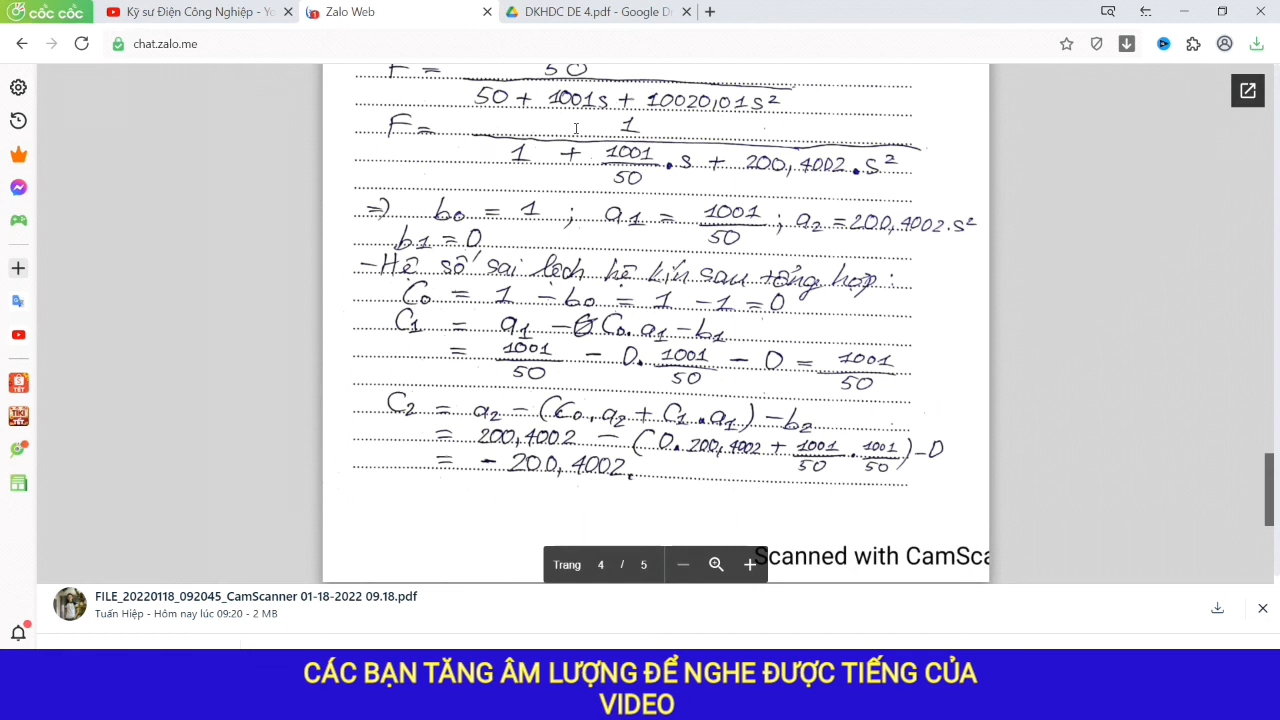 cốc cốc
Kỹ sư Điện Công Nghiệp - Yo
Zalo Web
DKHDC DE 4.pdf - Google Dr
chat.zalo.me
F = 50
50 + 1001s + 10020,01s²
F = 1
1 + 1001/50 . s + 200,4002 . s²
=> b0 = 1 ; a1 = 1001/50 ; a2 = 200,4002.s²
b1 = 0
- Hệ số sai lệch hệ kín sau tổng hợp :
C0 = 1 - b0 = 1 - 1 = 0
C1 = a1 - C0.a1 - b1
= 1001/50 - 0. 1001/50 - 0 = 1001/50
C2 = a2 - (C0.a2 + C1.a1) - b2
= 200,4002 - (0.200,4002 + 1001/50 . 1001/50) - 0
= - 200,4002.
Scanned with CamSca
Trang 4 / 5
FILE_20220118_092045_CamScanner 01-18-2022 09.18.pdf
Tuấn Hiệp - Hôm nay lúc 09:20 - 2 MB
CÁC BẠN TĂNG ÂM LƯỢNG ĐỂ NGHE ĐƯỢC TIẾNG CỦA
VIDEO